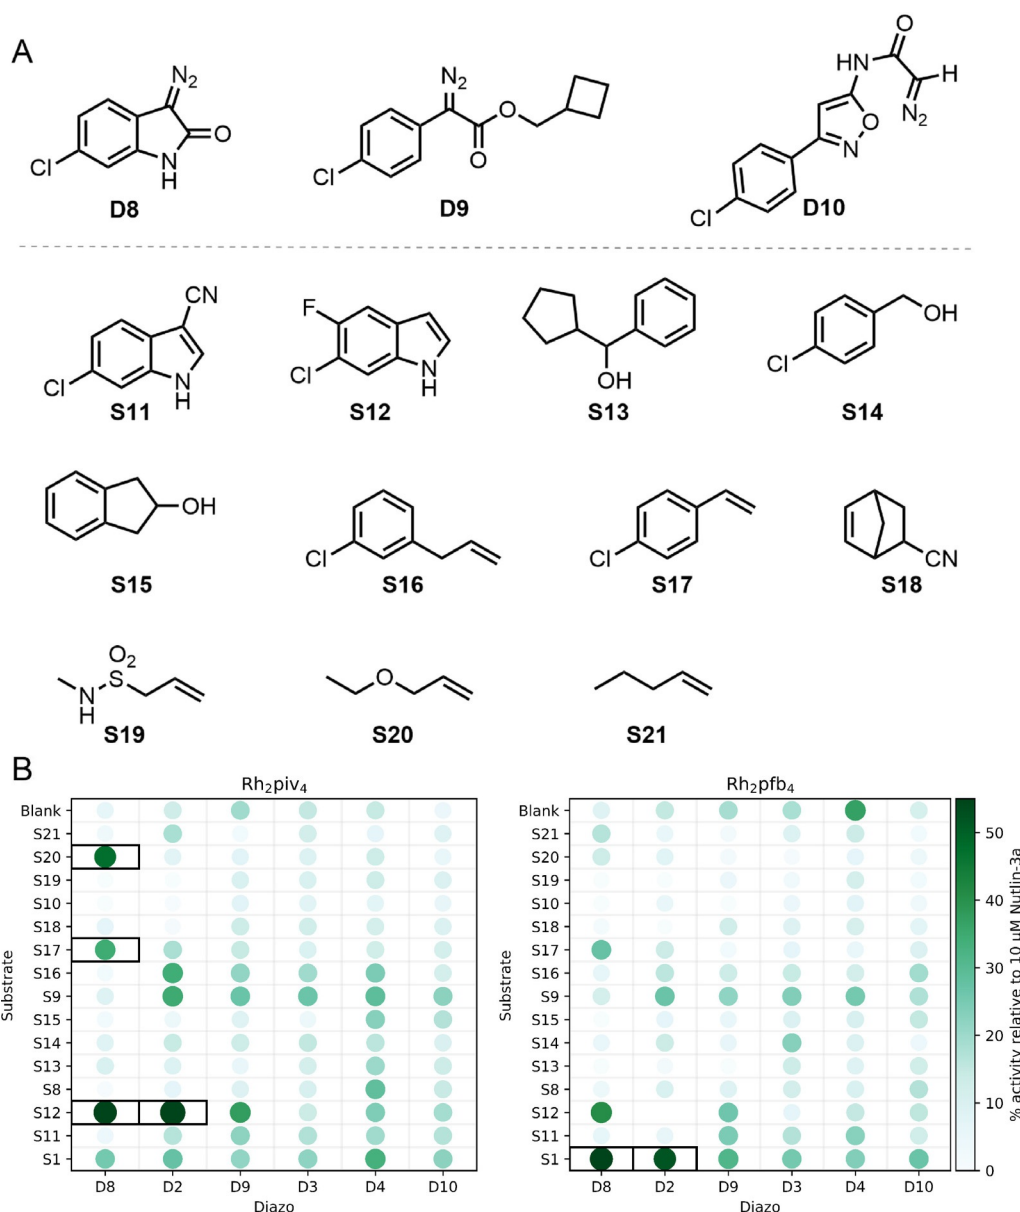 A
N2
O
Cl
N
H
D8
N2
O
O
Cl
D9
O
HN
H
N2
O
N
Cl
D10
CN
Cl
N
H
S11
F
Cl
N
H
S12
OH
S13
OH
Cl
S14
OH
S15
Cl
S16
Cl
S17
CN
S18
O2
S
N
H
S19
O
S20
S21
B
Rh2piv4
Rh2pfb4
Substrate
Blank
S21
S20
S19
S10
S18
S17
S16
S9
S15
S14
S13
S8
S12
S11
S1
D8 D2 D9 D3 D4 D10
Diazo
Substrate
Blank
S21
S20
S19
S10
S18
S17
S16
S9
S15
S14
S13
S8
S12
S11
S1
D8 D2 D9 D3 D4 D10
Diazo
50
40
30
20
10
0
% activity relative to 10 uM Nutlin-3a